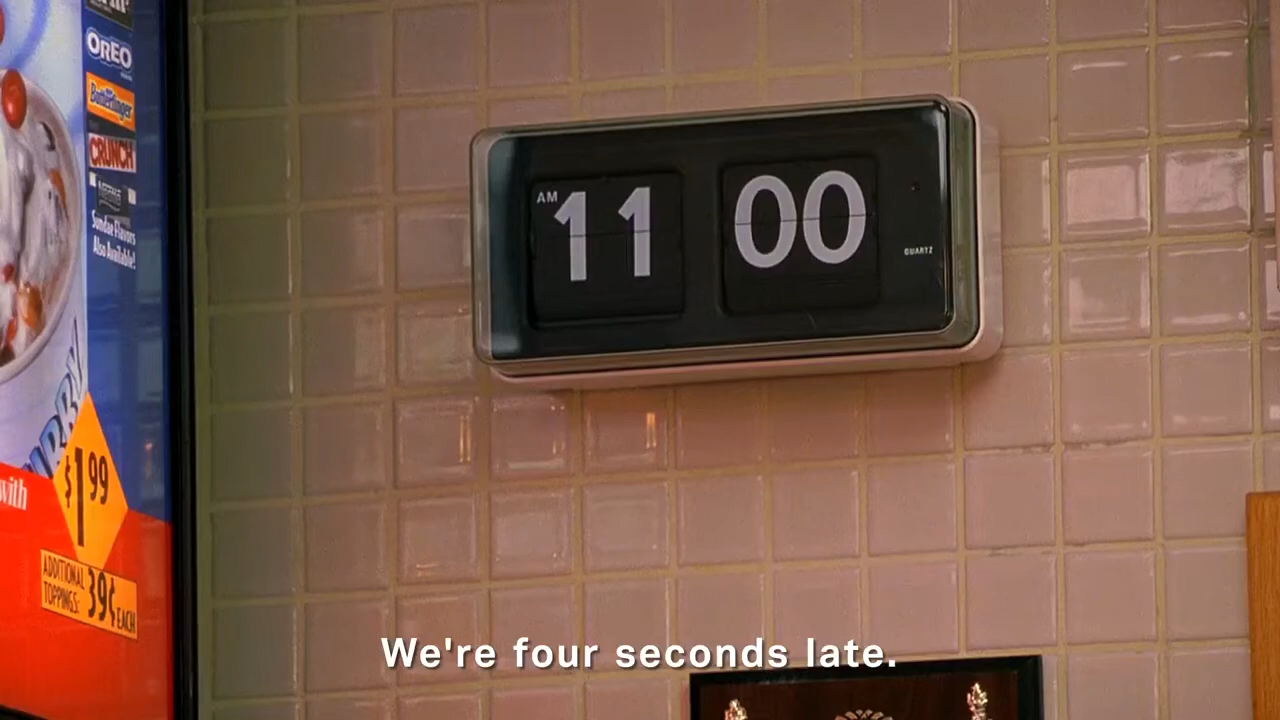 OREO
Butterfinger
CRUNCH
Sundae Flavors
Also Available!
$1 99
with
ADDITIONAL
TOPPINGS: 39¢ EACH
AM
11 00
QUARTZ
We're four seconds late.